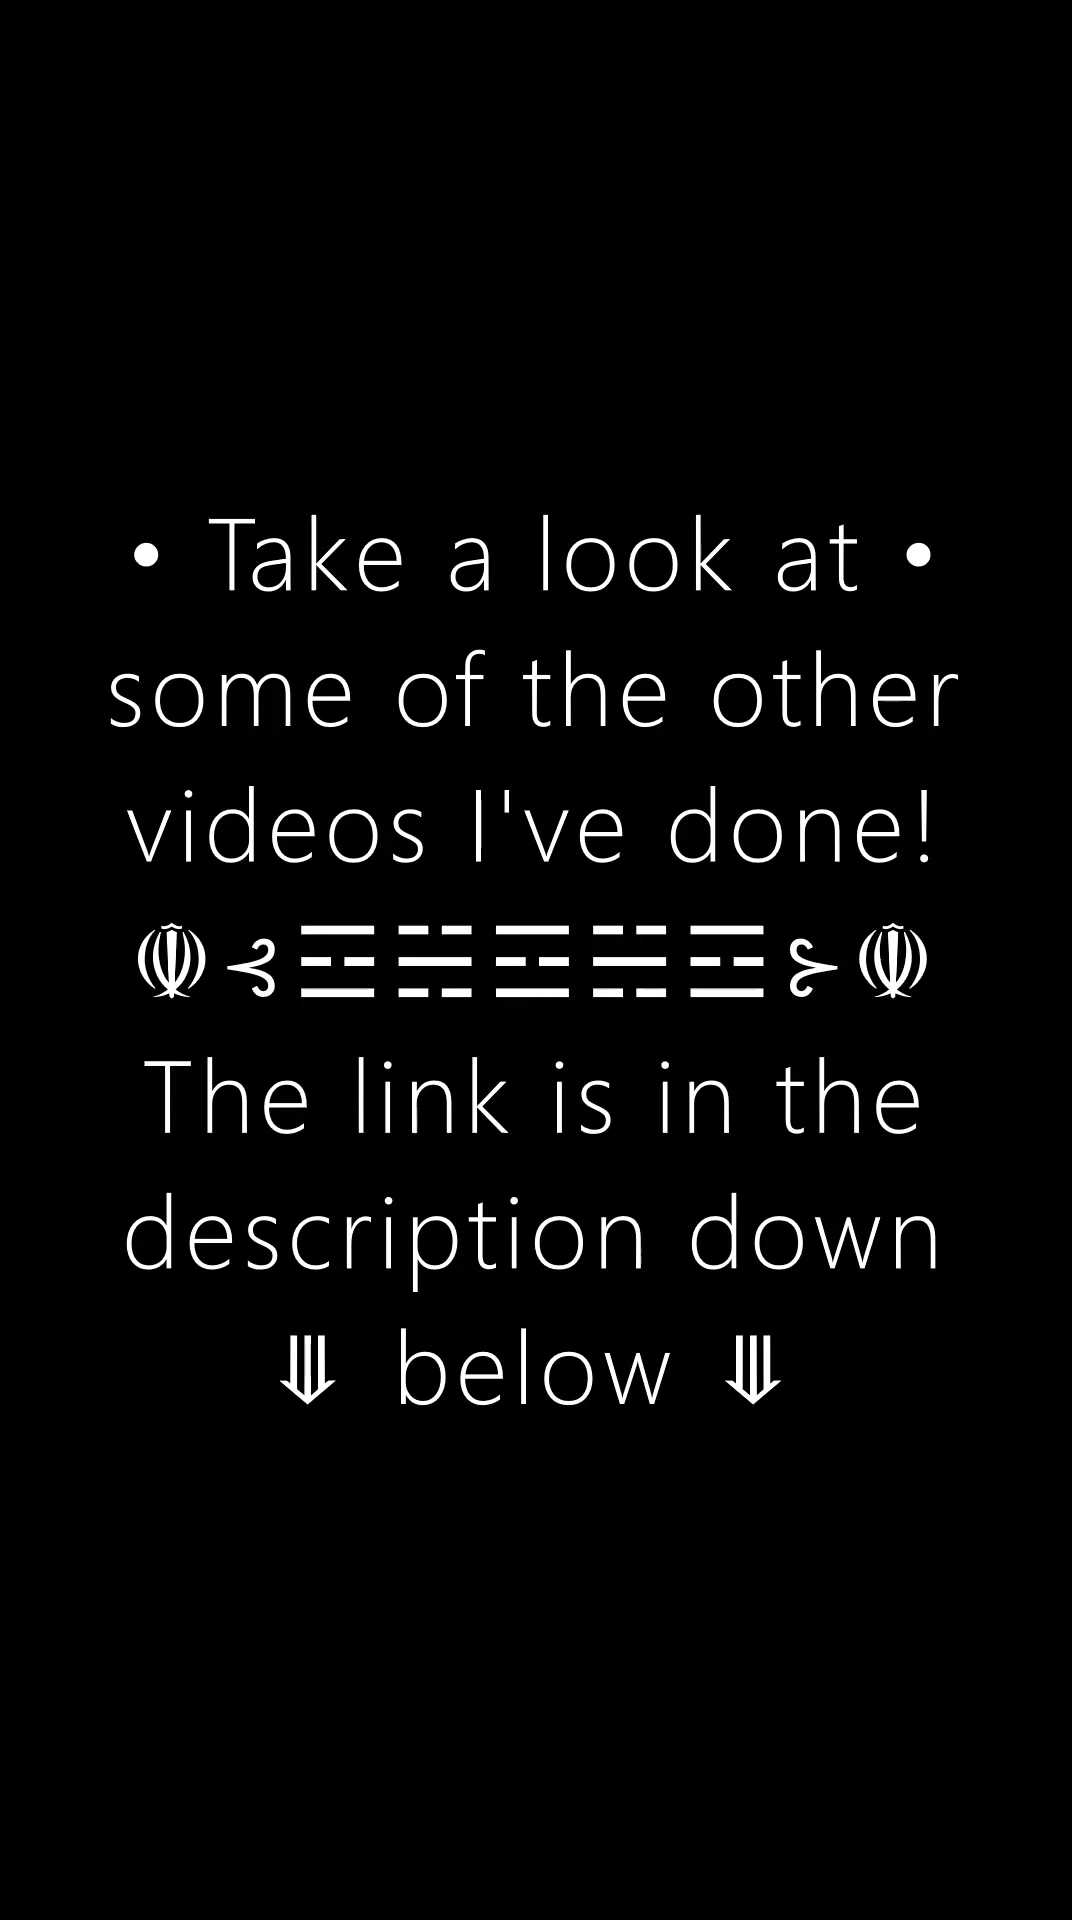 • Take a look at •
some of the other
videos I've done!
☫⊰☲☵☲☵☲⊱☫
The link is in the
description down
⤋ below ⤋